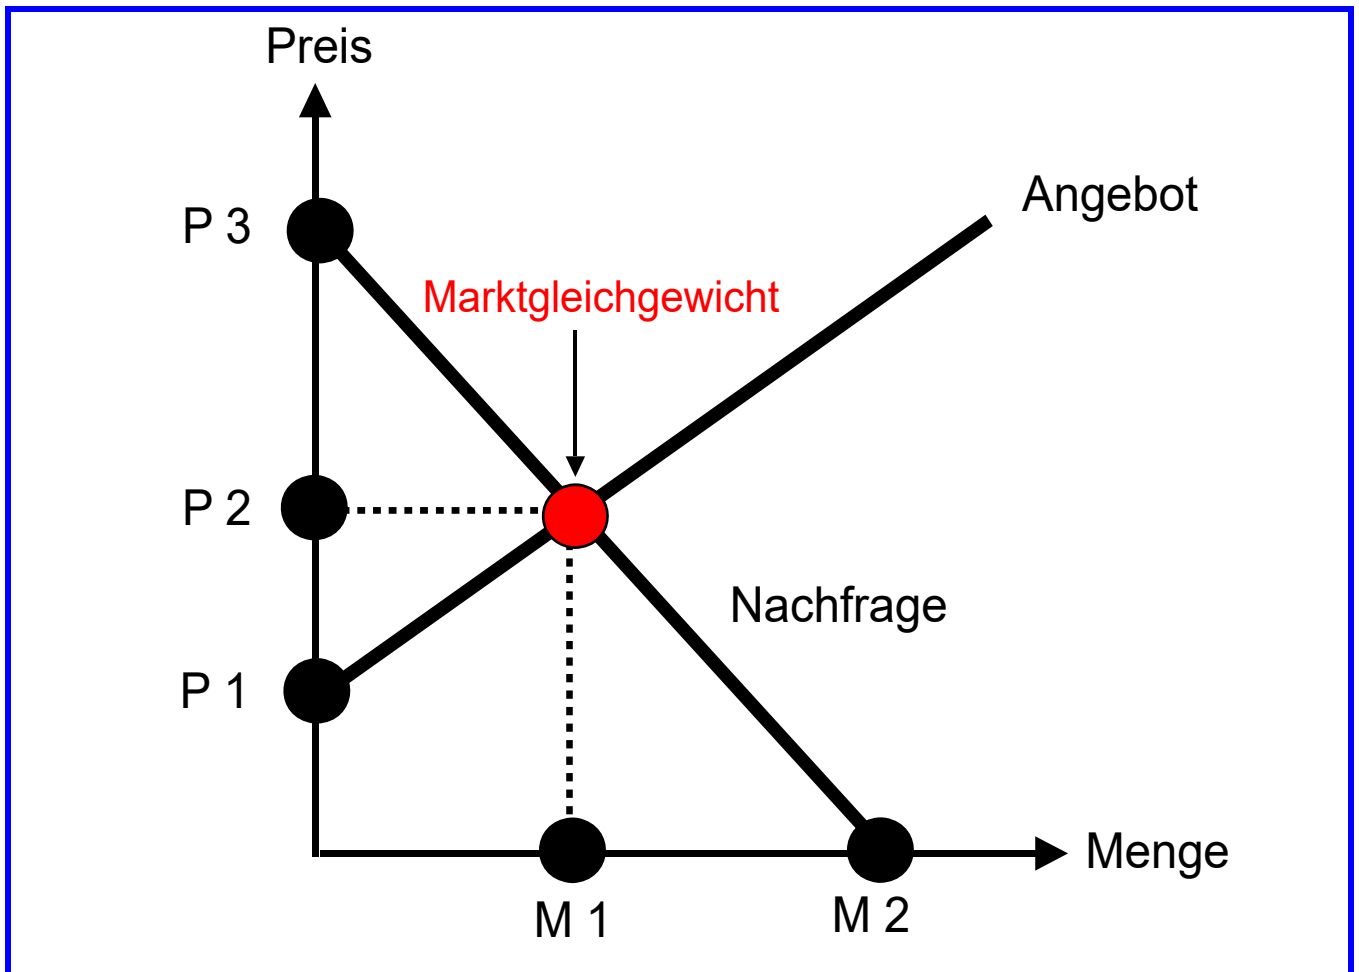 Preis
Angebot
P 3
Marktgleichgewicht
P 2
Nachfrage
P 1
Menge
M 1
M 2